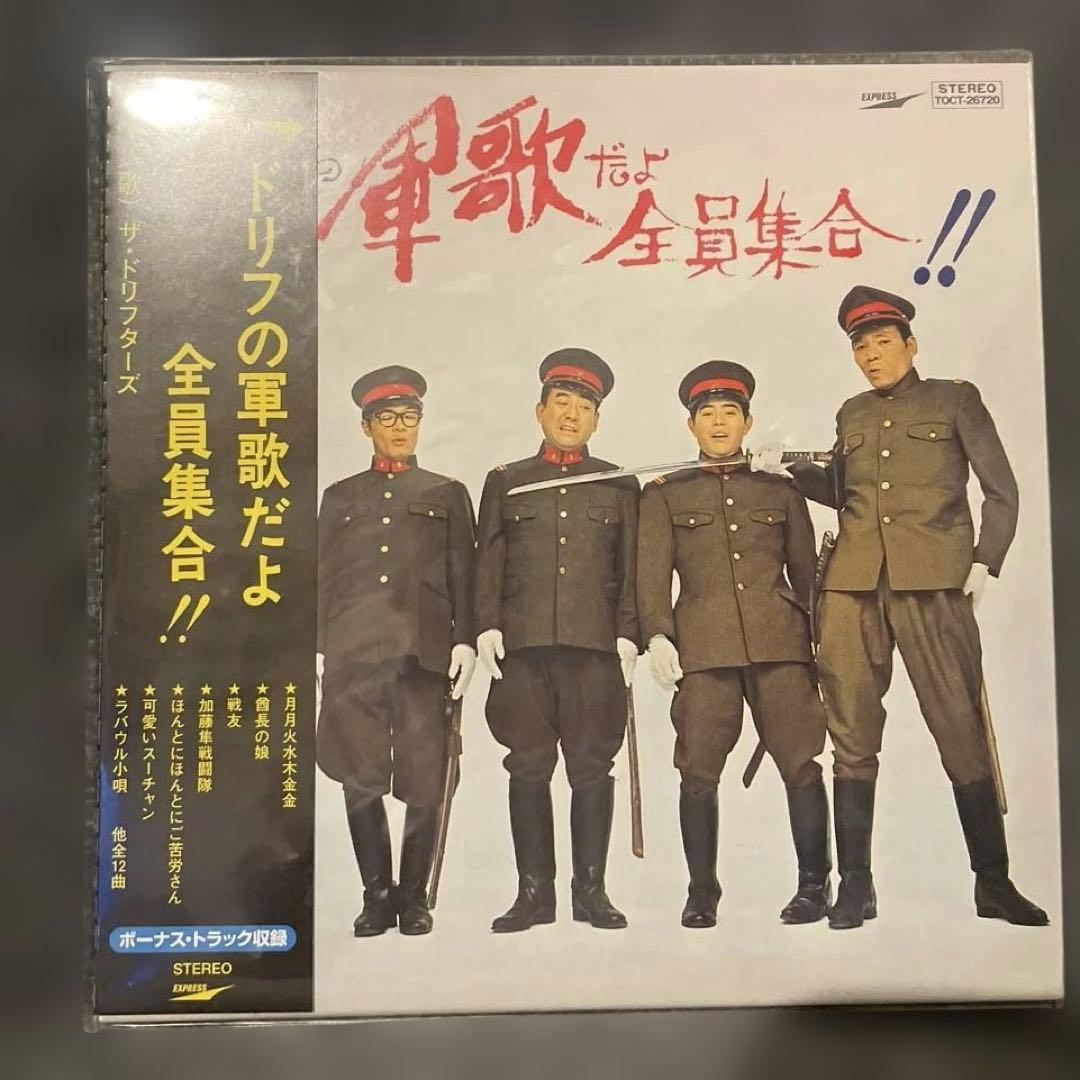 ドリフの軍歌だよ
全員集合!!
歌) ザ・ドリフターズ
★月月火水木金金
★酋長の娘
★戦友
★加藤隼戦闘隊
★ほんとにほんとにご苦労さん
★可愛いスーチャン
★ラバウル小唄 他全12曲
ボーナス・トラック収録
STEREO
EXPRESS
の軍歌だよ
全員集合!!
EXPRESS
STEREO
TOCT-26720